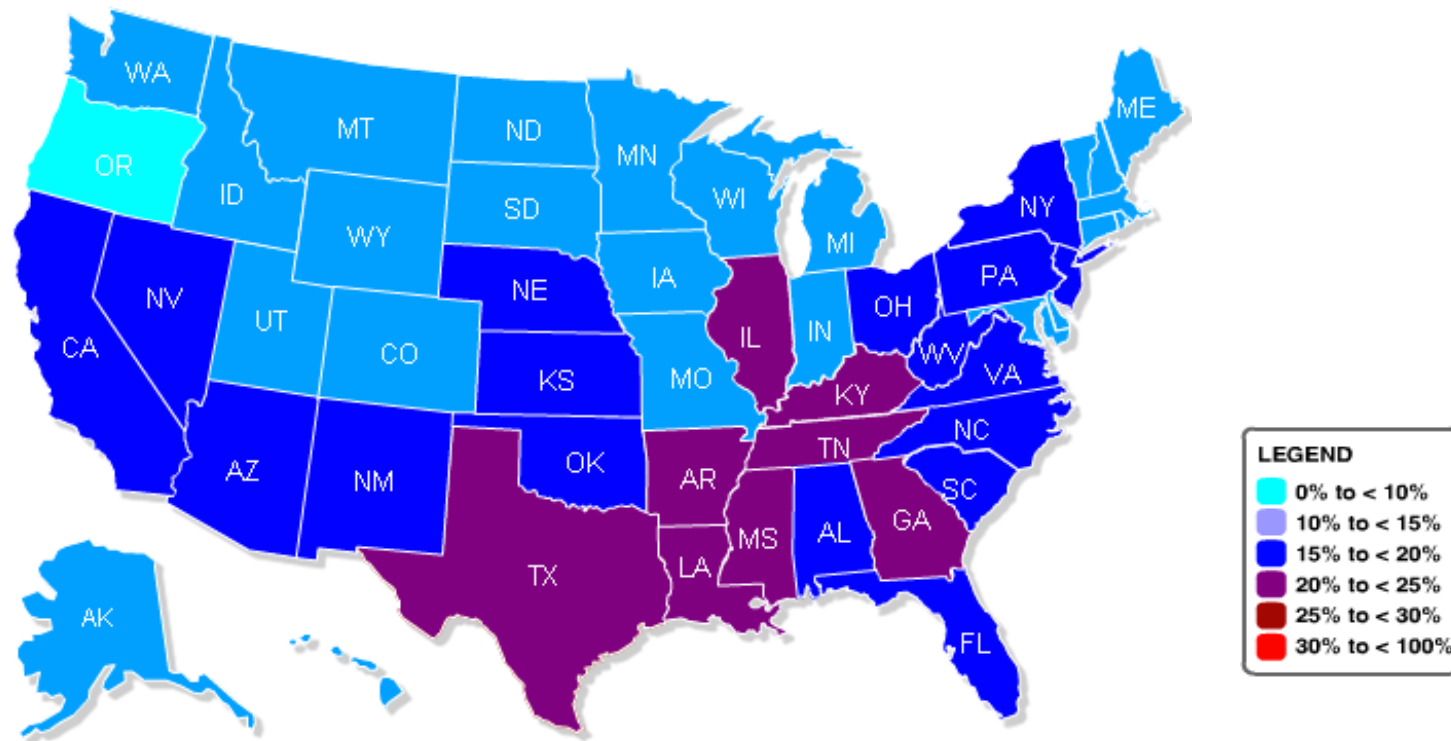 WA
ME
MT
ND
MN
OR
ID
WI
SD
NY
WY
MI
IA
PA
NE
NV
OH
UT
IN
IL
CA
CO
WV
KS
MO
VA
KY
NC
TN
OK
AZ
NM
AR
SC
GA
MS
AL
LA
TX
AK
FL
LEGEND
0% to < 10%
10% to < 15%
15% to < 20%
20% to < 25%
25% to < 30%
30% to < 100%